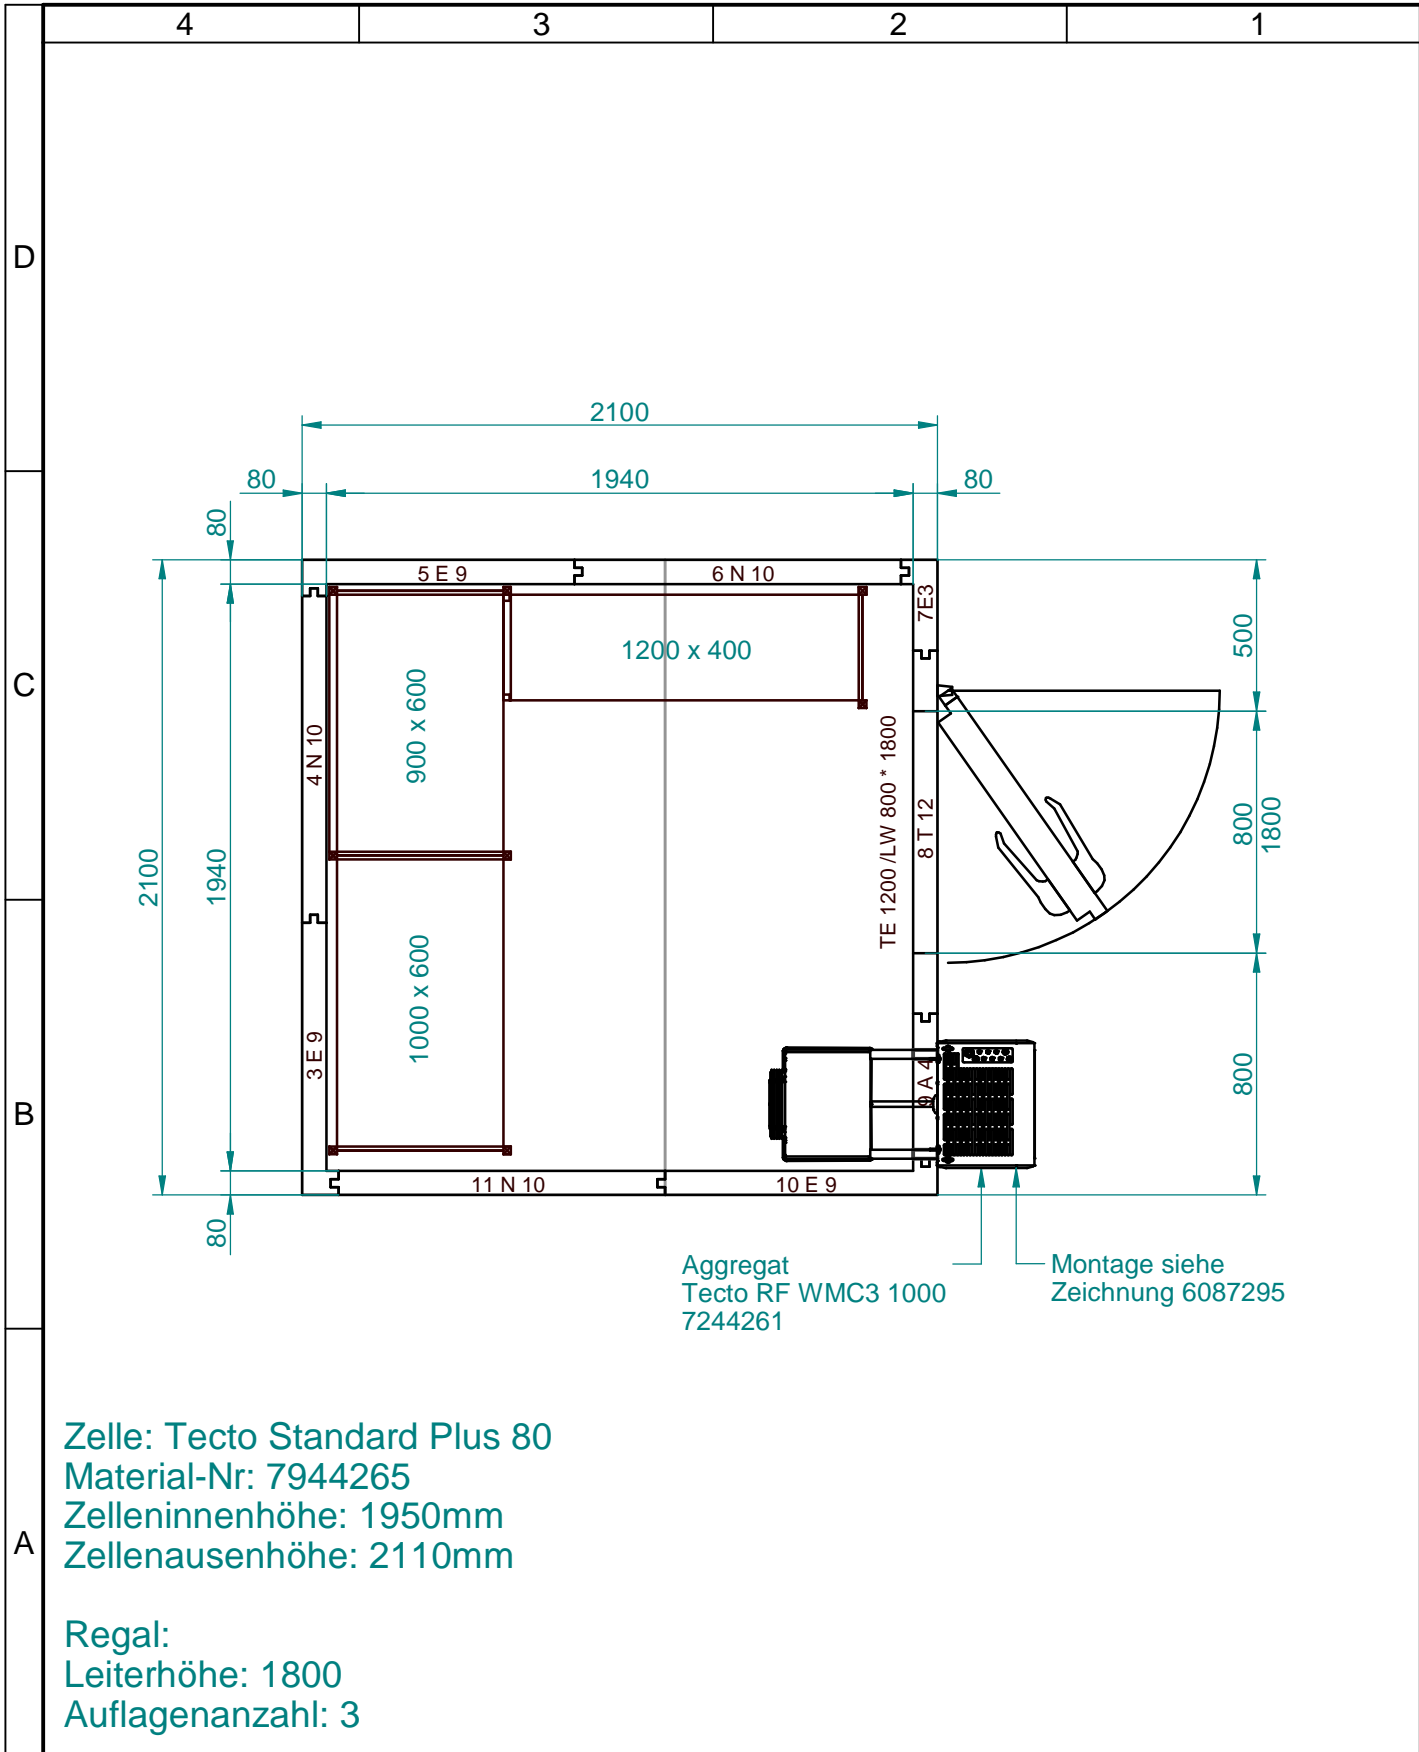 4 3 2 1
D
2100
80 1940 80
80
5 E 9 6 N 10
7E3
500
1200 x 400
C
900 x 600
4 N 10
TE 1200 /LW 800 * 1800
8 T 12
800
1800
2100
1940
1000 x 600
3 E 9
9 A 4
800
B
11 N 10 10 E 9
80
Aggregat
Tecto RF WMC3 1000
7244261
Montage siehe
Zeichnung 6087295
Zelle: Tecto Standard Plus 80
Material-Nr: 7944265
Zelleninnenhöhe: 1950mm
Zellenausenhöhe: 2110mm
A
Regal:
Leiterhöhe: 1800
Auflagenanzahl: 3